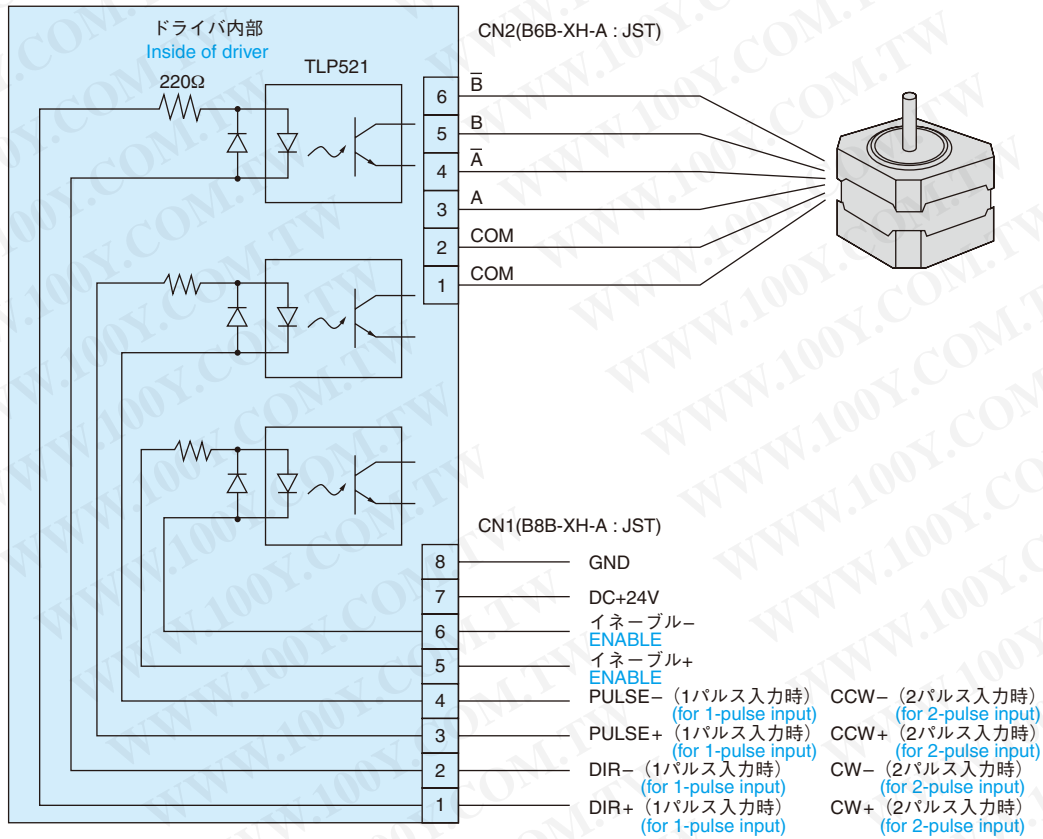 ドライバ内部
Inside of driver
220Ω
TLP521
CN2(B6B-XH-A : JST)
6 B̅
5 B
4 A̅
3 A
2 COM
1 COM
CN1(B8B-XH-A : JST)
8 GND
7 DC+24V
6 イネーブル−
ENABLE
5 イネーブル+
ENABLE
4 PULSE−（1パルス入力時） CCW−（2パルス入力時）
(for 1-pulse input) (for 2-pulse input)
3 PULSE+（1パルス入力時） CCW+（2パルス入力時）
(for 1-pulse input) (for 2-pulse input)
2 DIR−（1パルス入力時） CW−（2パルス入力時）
(for 1-pulse input) (for 2-pulse input)
1 DIR+（1パルス入力時） CW+（2パルス入力時）
(for 1-pulse input) (for 2-pulse input)
WWW.100Y.COM.TW